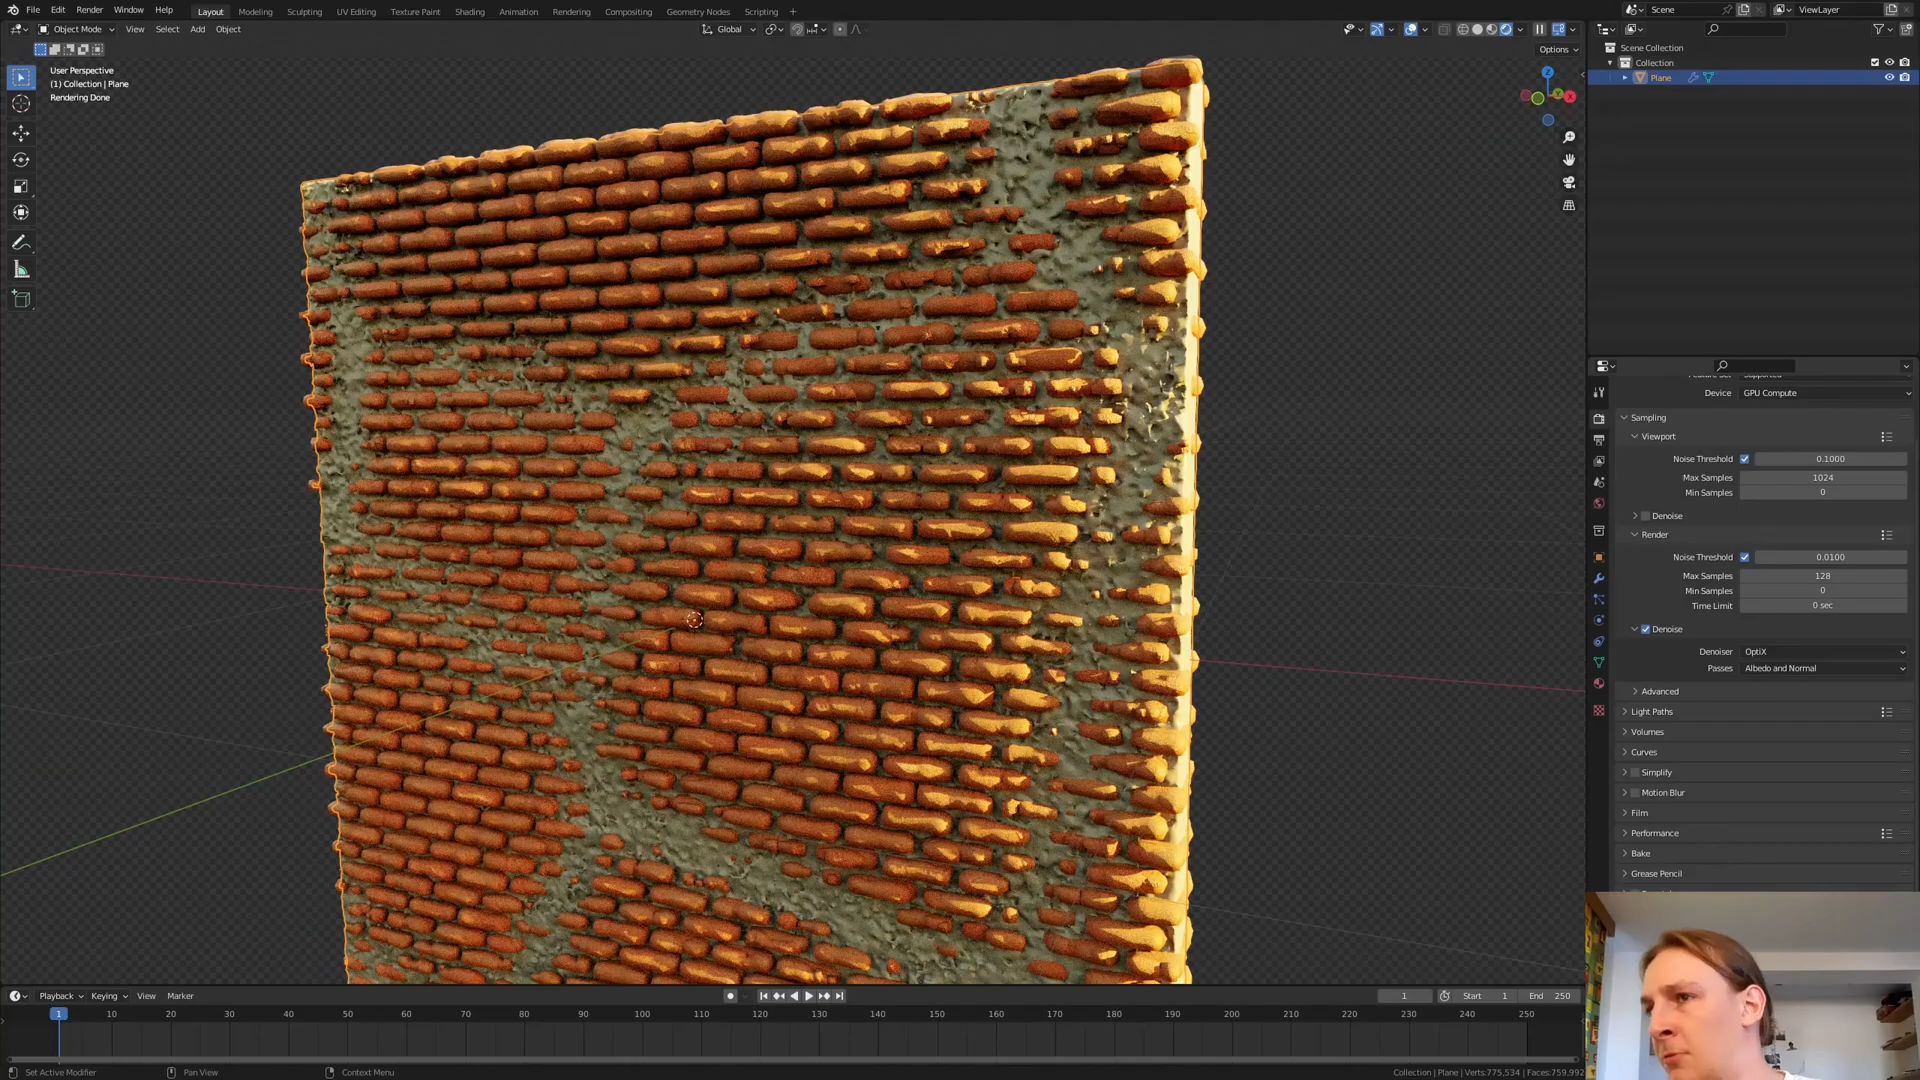 File Edit Render Window Help Layout Modeling Sculpting UV Editing Texture Paint Shading Animation Rendering Compositing Geometry Nodes Scripting + Scene ViewLayer
Object Mode View Select Add Object Global
Options
User Perspective
(1) Collection | Plane
Rendering Done
Z
Y
X
Scene Collection
Collection
Plane
Device GPU Compute
Sampling
Viewport
Noise Threshold 0.1000
Max Samples 1024
Min Samples 0
Denoise
Render
Noise Threshold 0.0100
Max Samples 128
Min Samples 0
Time Limit 0 sec
Denoise
Denoiser OptiX
Passes Albedo and Normal
Advanced
Light Paths
Volumes
Curves
Simplify
Motion Blur
Film
Performance
Bake
Grease Pencil
Playback Keying View Marker 1 Start 1 End 250
1 10 20 30 40 50 60 70 80 90 100 110 120 130 140 150 160 170 180 190 200 210 220 230 240 250
Set Active Modifier Pan View Context Menu Collection | Plane | Verts:775,534 | Faces:759,992